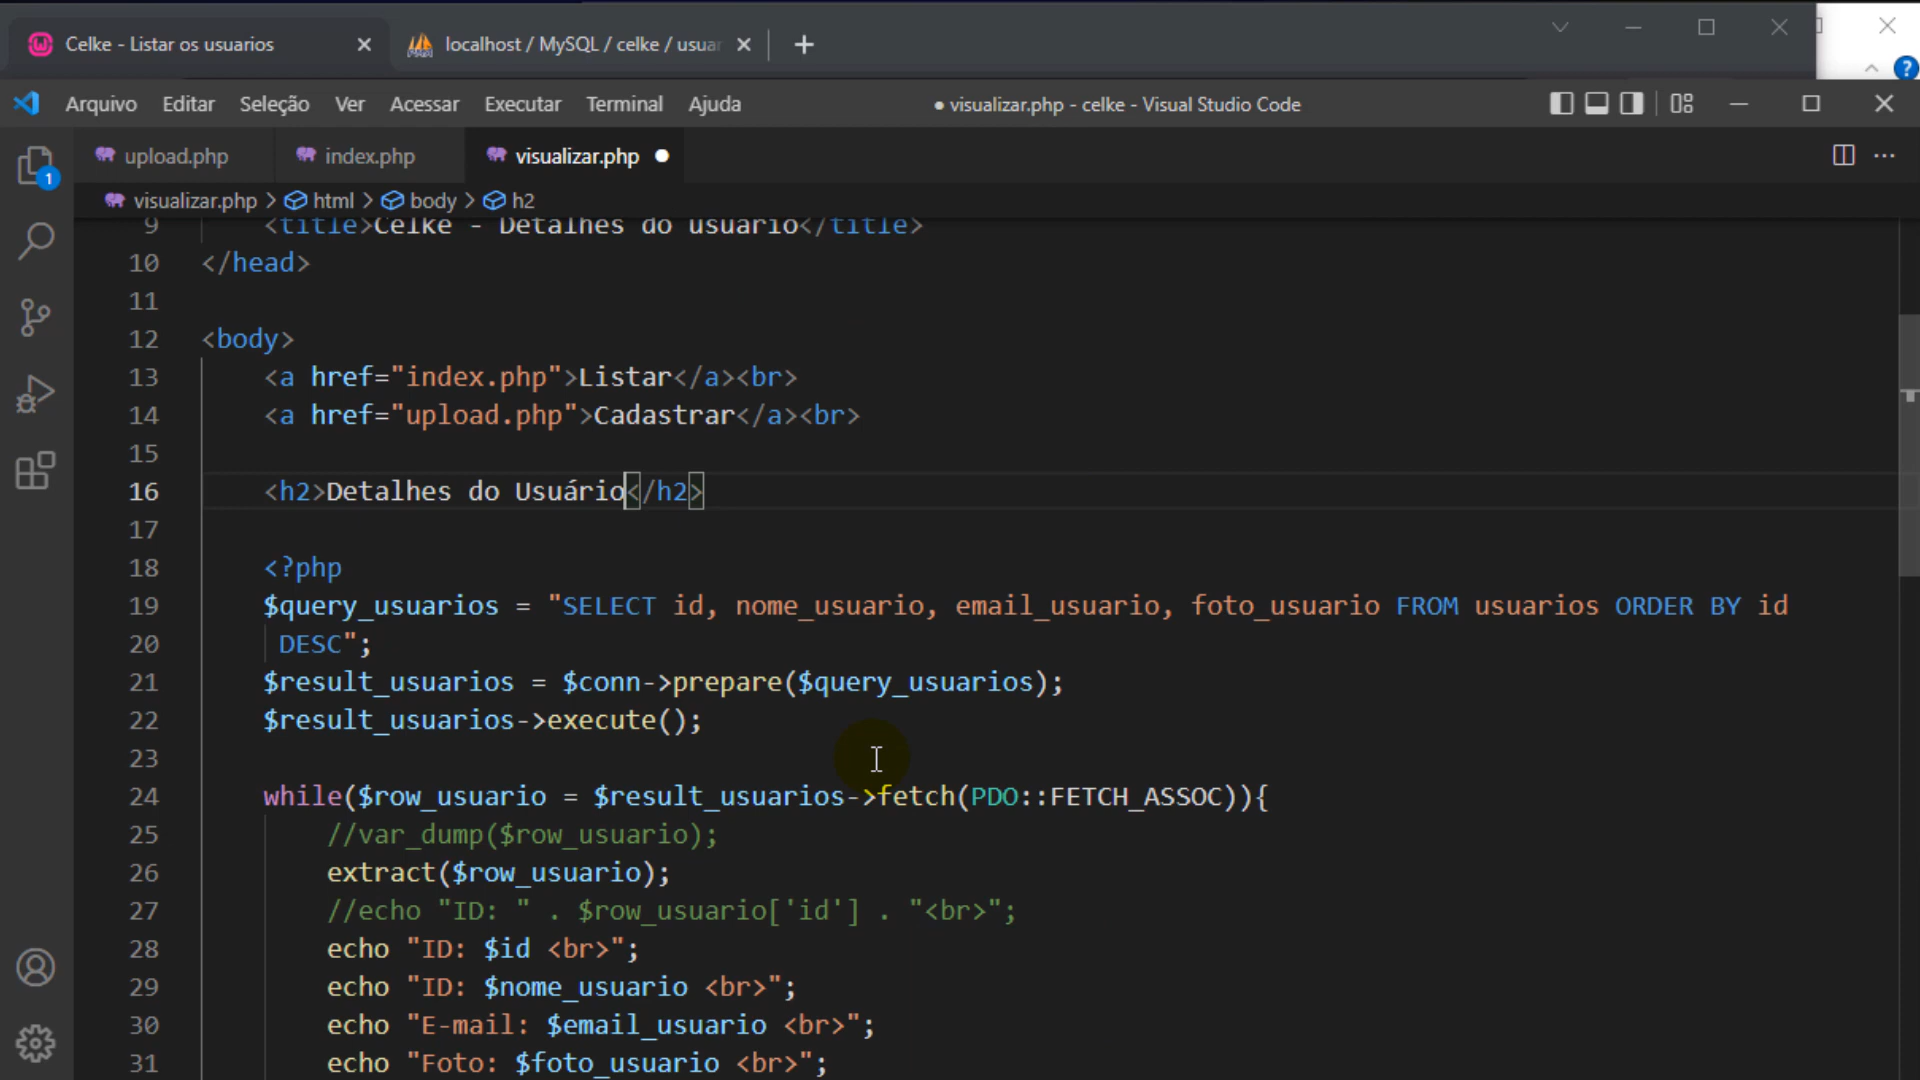 Celke - Listar os usuarios
localhost / MySQL / celke / usuar
Arquivo Editar Seleção Ver Acessar Executar Terminal Ajuda
● visualizar.php - celke - Visual Studio Code
upload.php index.php visualizar.php
visualizar.php > html > body > h2
1
9 <title>Celke - Detalhes do usuario</title>
10 </head>
11
12 <body>
13 <a href="index.php">Listar</a><br>
14 <a href="upload.php">Cadastrar</a><br>
15
16 <h2>Detalhes do Usuário</h2>
17
18 <?php
19 $query_usuarios = "SELECT id, nome_usuario, email_usuario, foto_usuario FROM usuarios ORDER BY id
20 DESC";
21 $result_usuarios = $conn->prepare($query_usuarios);
22 $result_usuarios->execute();
23
24 while($row_usuario = $result_usuarios->fetch(PDO::FETCH_ASSOC)){
25 //var_dump($row_usuario);
26 extract($row_usuario);
27 //echo "ID: " . $row_usuario['id'] . "<br>";
28 echo "ID: $id <br>";
29 echo "ID: $nome_usuario <br>";
30 echo "E-mail: $email_usuario <br>";
31 echo "Foto: $foto_usuario <br>";